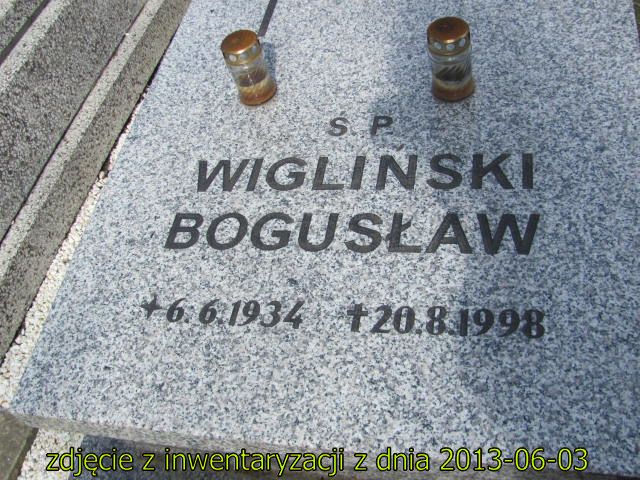 Ś. P.
WIGLIŃSKI
BOGUSŁAW
*6.6.1934 †20.8.1998
zdjęcie z inwentaryzacji z dnia 2013-06-03